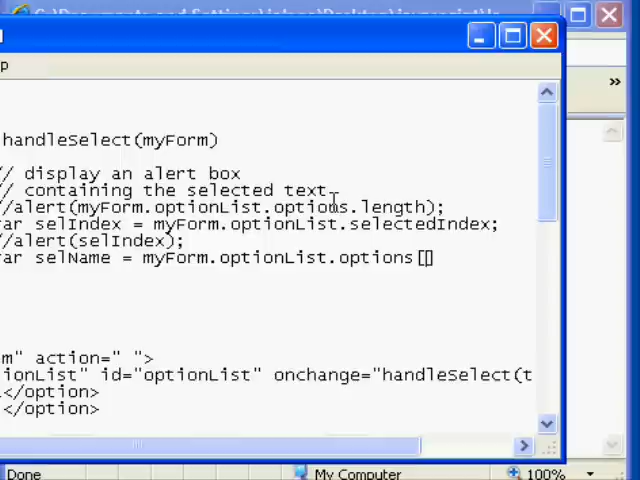 p
handleSelect(myForm)
// display an alert box
// containing the selected text
//alert(myForm.optionList.options.length);
ar selIndex = myForm.optionList.selectedIndex;
//alert(selIndex);
ar selName = myForm.optionList.options[]
m" action=" ">
ionList" id="optionList" onchange="handleSelect(t
</option>
</option>
Done
My Computer
100%